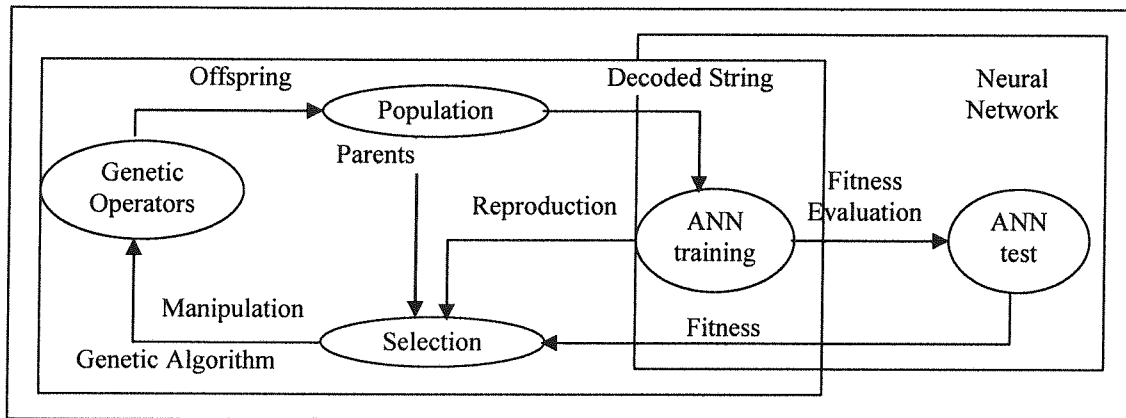 Offspring
Decoded String
Neural
Network
Population
Parents
Genetic
Operators
Reproduction
ANN
training
Fitness
Evaluation
ANN
test
Manipulation
Selection
Fitness
Genetic Algorithm